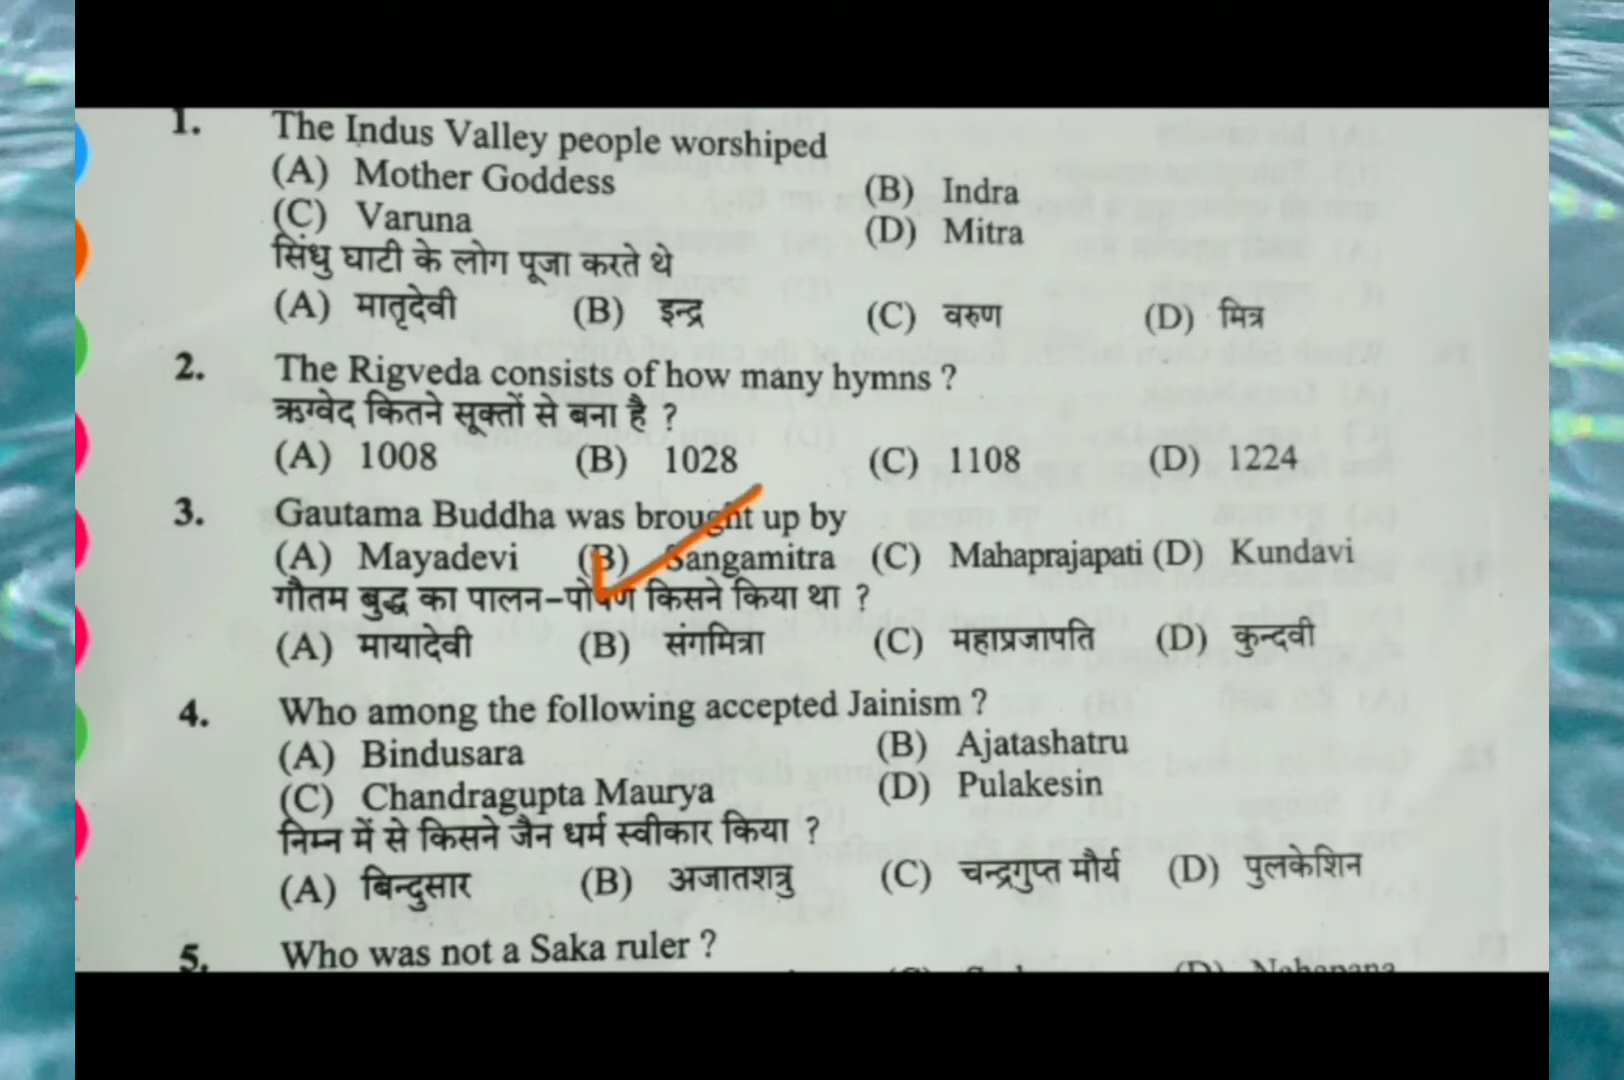 1. The Indus Valley people worshiped
(A) Mother Goddess (B) Indra
(C) Varuna (D) Mitra
सिंधु घाटी के लोग पूजा करते थे
(A) मातृदेवी (B) इन्द्र (C) वरुण (D) मित्र
2. The Rigveda consists of how many hymns ?
ऋग्वेद कितने सूक्तों से बना है ?
(A) 1008 (B) 1028 (C) 1108 (D) 1224
3. Gautama Buddha was brought up by
(A) Mayadevi (B) Sangamitra (C) Mahaprajapati (D) Kundavi
गौतम बुद्ध का पालन-पोषण किसने किया था ?
(A) मायादेवी (B) संगमित्रा (C) महाप्रजापति (D) कुन्दवी
4. Who among the following accepted Jainism ?
(A) Bindusara (B) Ajatashatru
(C) Chandragupta Maurya (D) Pulakesin
निम्न में से किसने जैन धर्म स्वीकार किया ?
(A) बिन्दुसार (B) अजातशत्रु (C) चन्द्रगुप्त मौर्य (D) पुलकेशिन
5. Who was not a Saka ruler ?
(D) Nahapana